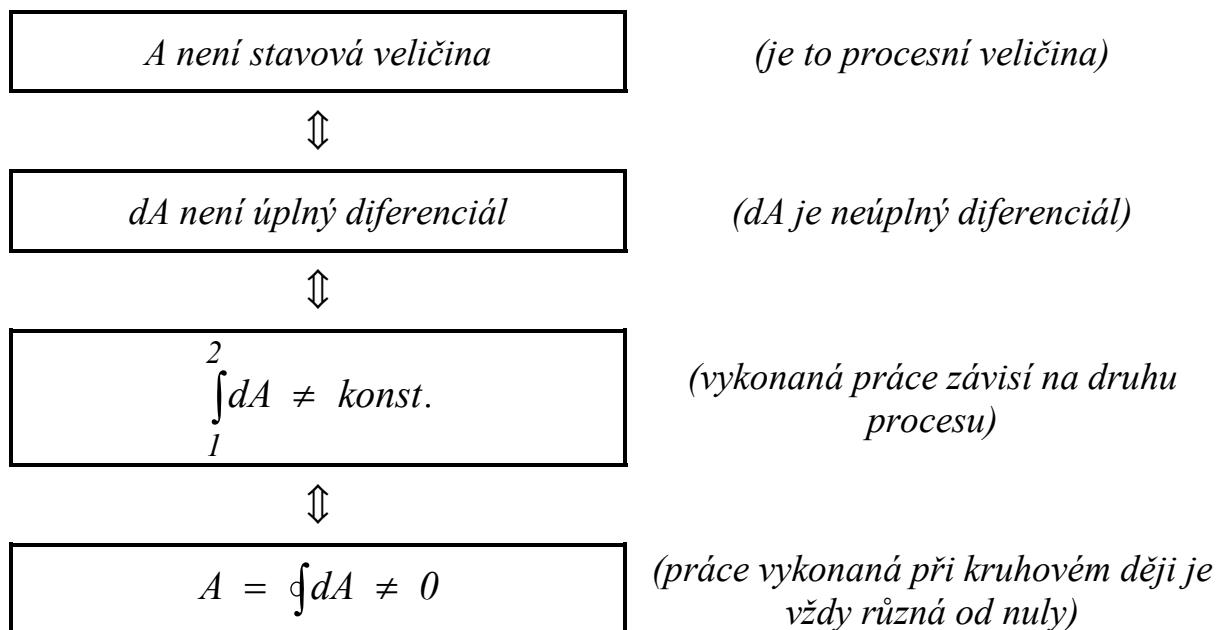 A není stavová veličina (je to procesní veličina)
⇕
dA není úplný diferenciál (dA je neúplný diferenciál)
⇕
2
∫dA ≠ konst.
1
(vykonaná práce závisí na druhu
procesu)
⇕
A = ∮dA ≠ 0
(práce vykonaná při kruhovém ději je
vždy různá od nuly)